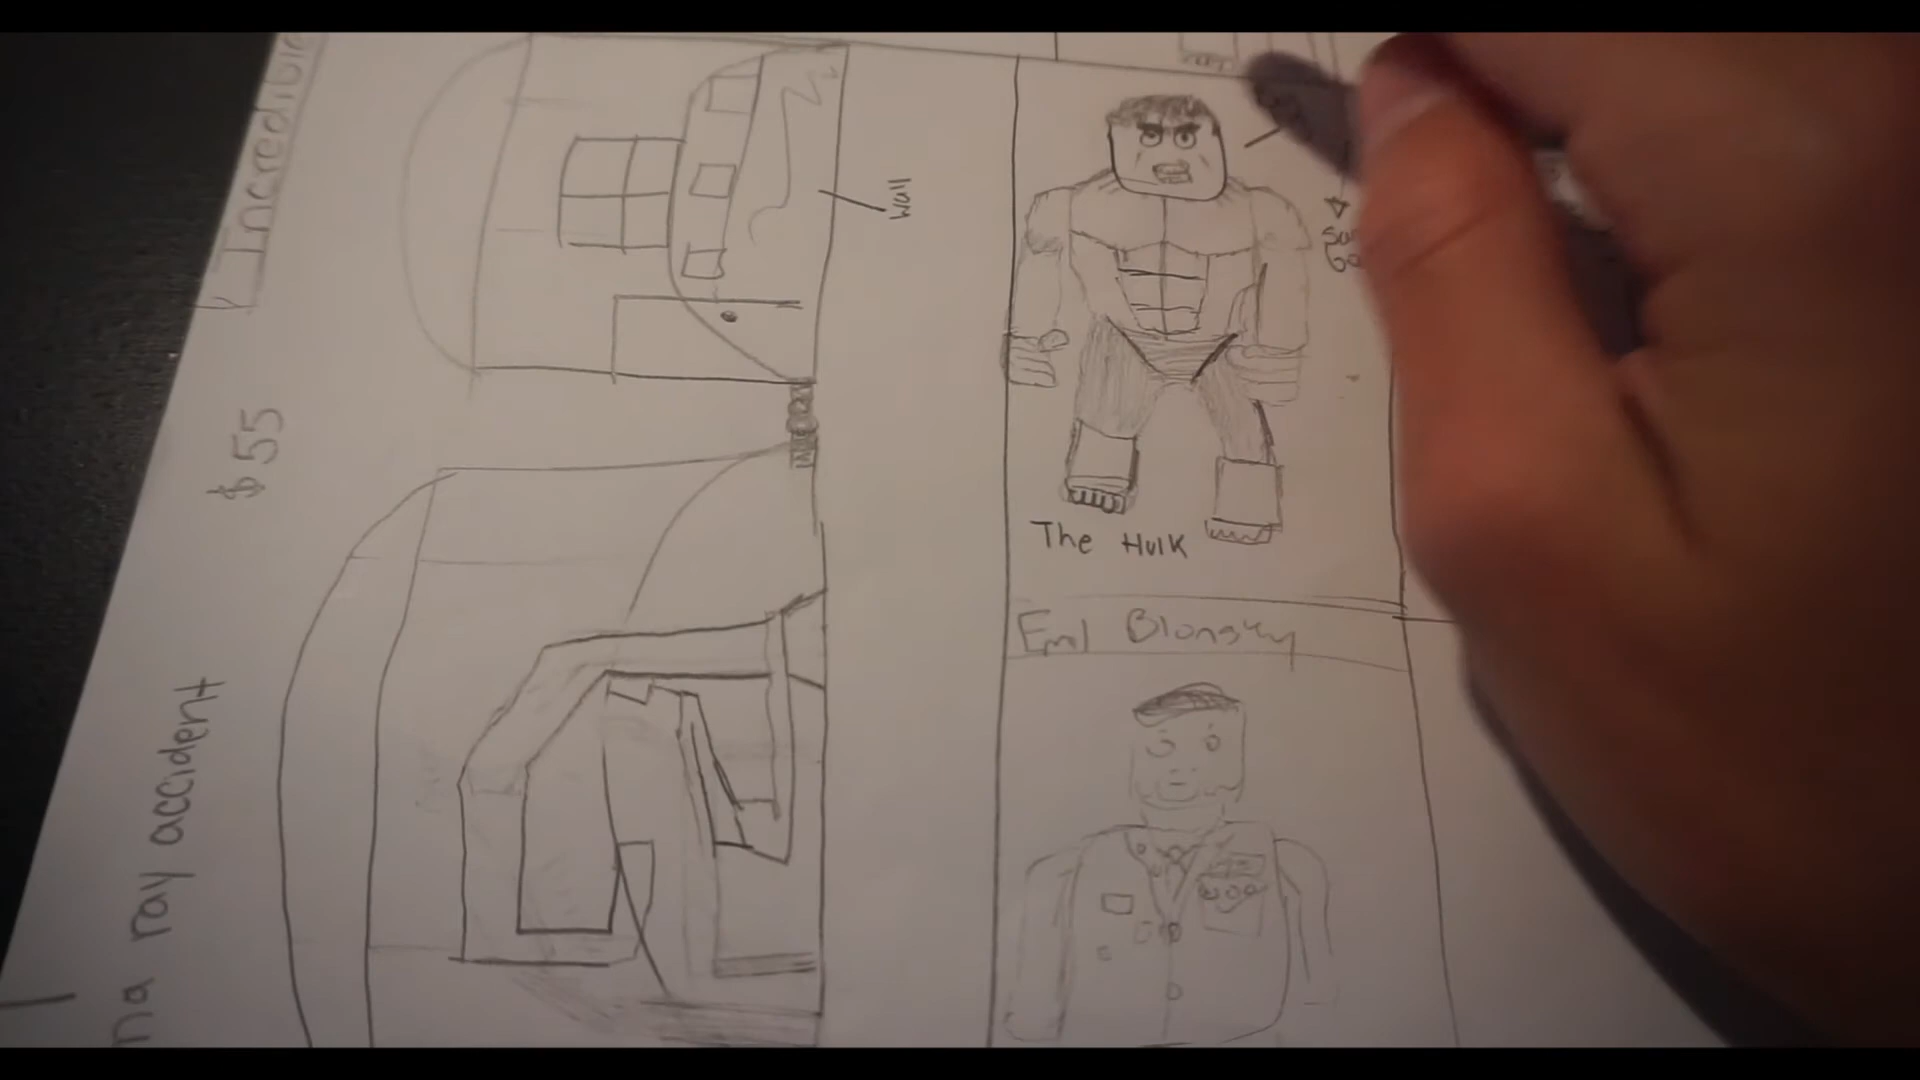 Incredible
$55
na ray accident
Wall
The Hulk
Emil Blonsky